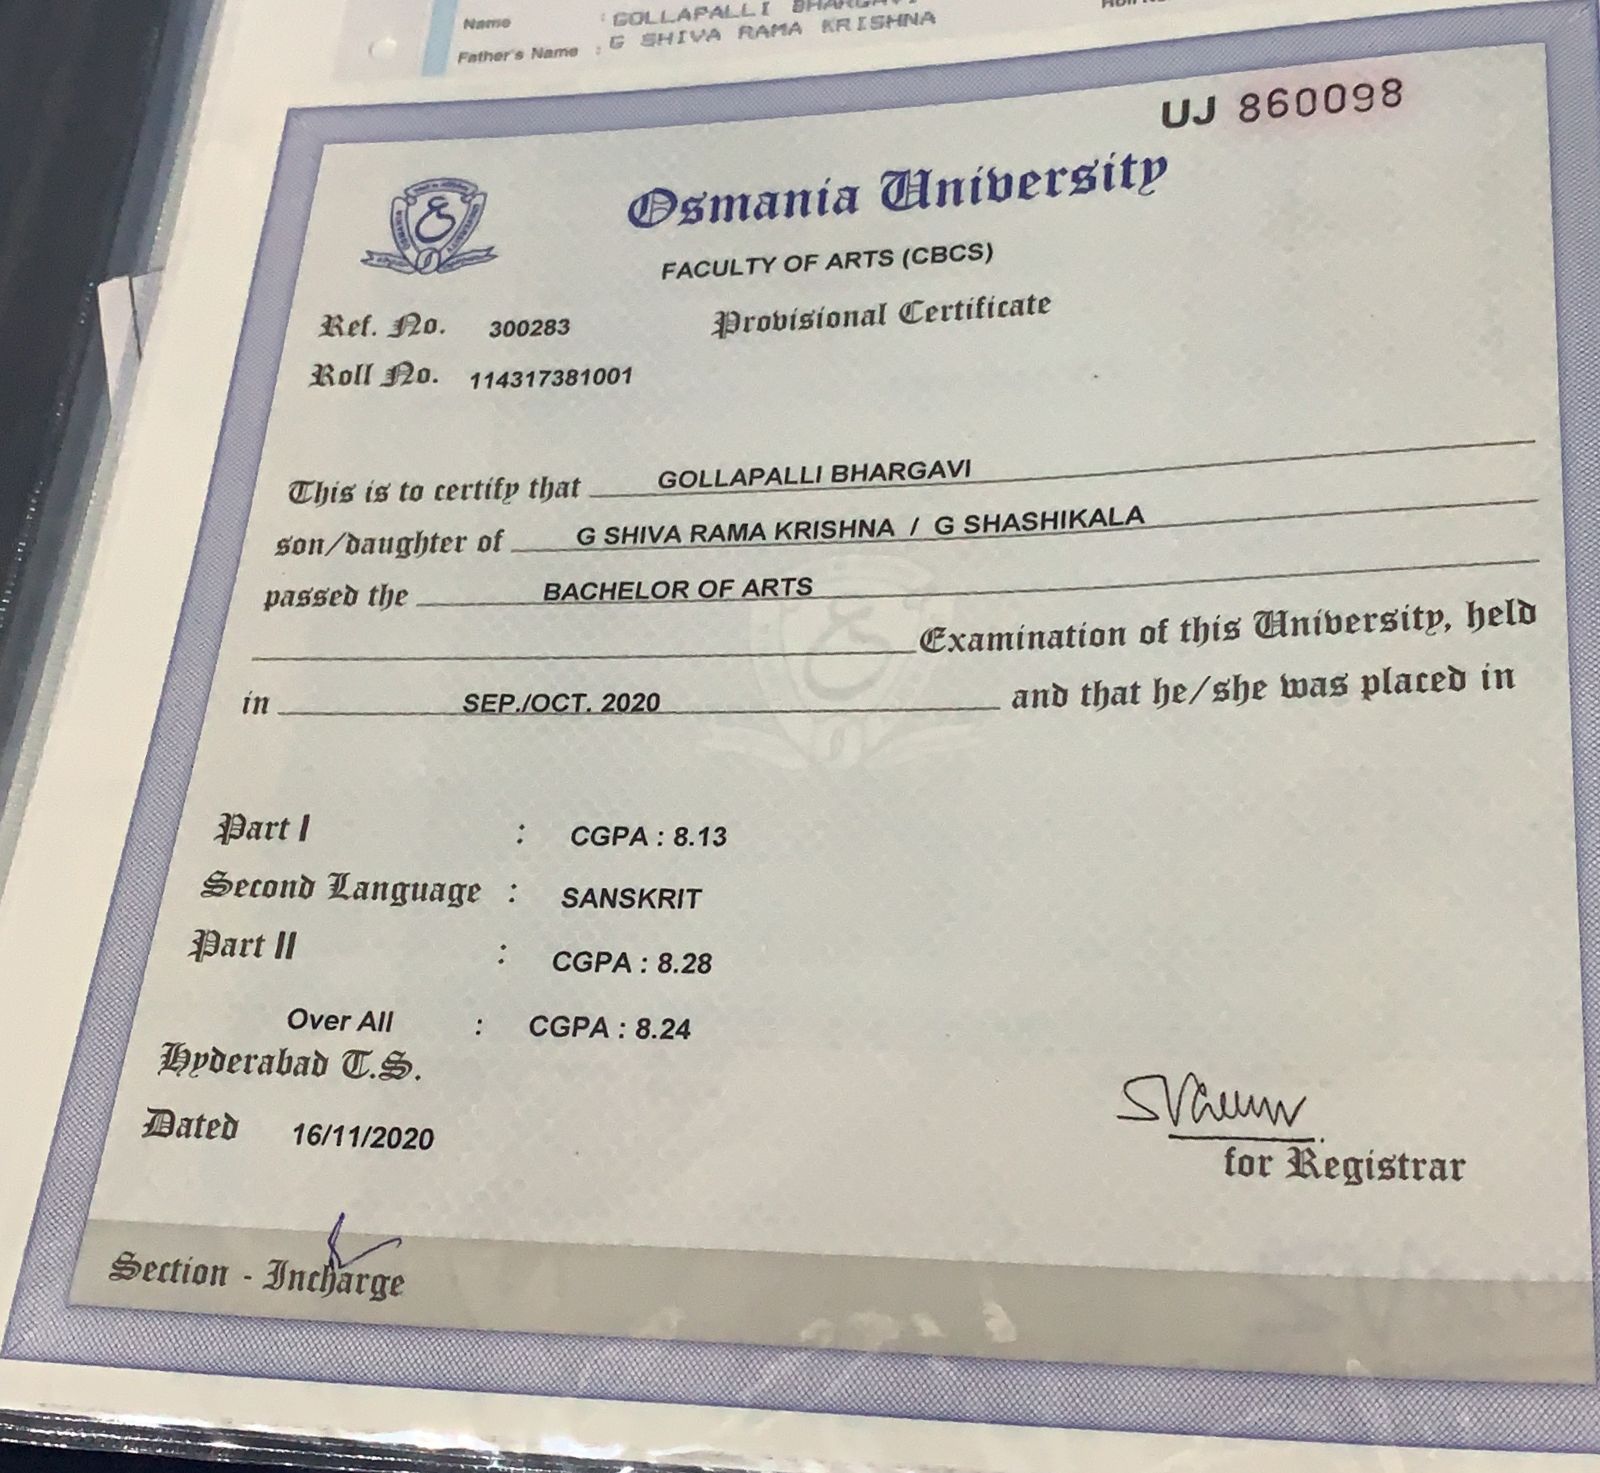 Name : GOLLAPALLI
Father's Name : G SHIVA RAMA KRISHNA
UJ 860098
Osmania University
FACULTY OF ARTS (CBCS)
Ref. No. 300283 Provisional Certificate
Roll No. 114317381001
This is to certify that GOLLAPALLI BHARGAVI
son/daughter of G SHIVA RAMA KRISHNA / G SHASHIKALA
passed the BACHELOR OF ARTS
Examination of this University, held
in SEP./OCT. 2020 and that he/she was placed in
Part I : CGPA : 8.13
Second Language : SANSKRIT
Part II : CGPA : 8.28
Over All : CGPA : 8.24
Hyderabad T.S.
Dated 16/11/2020
for Registrar
Section - Incharge